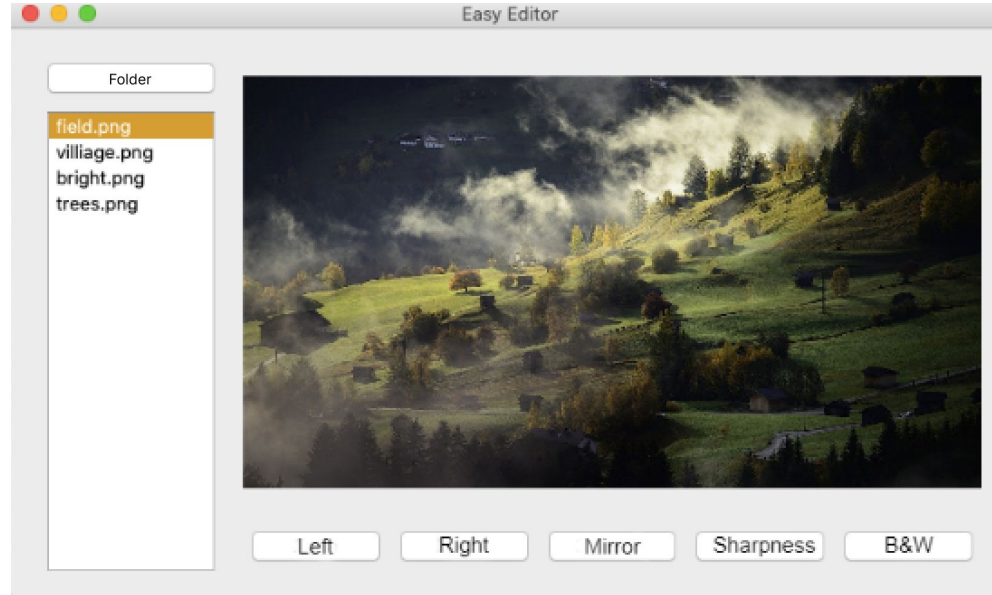 Easy Editor
Folder
field.png
villiage.png
bright.png
trees.png
Left
Right
Mirror
Sharpness
B&W